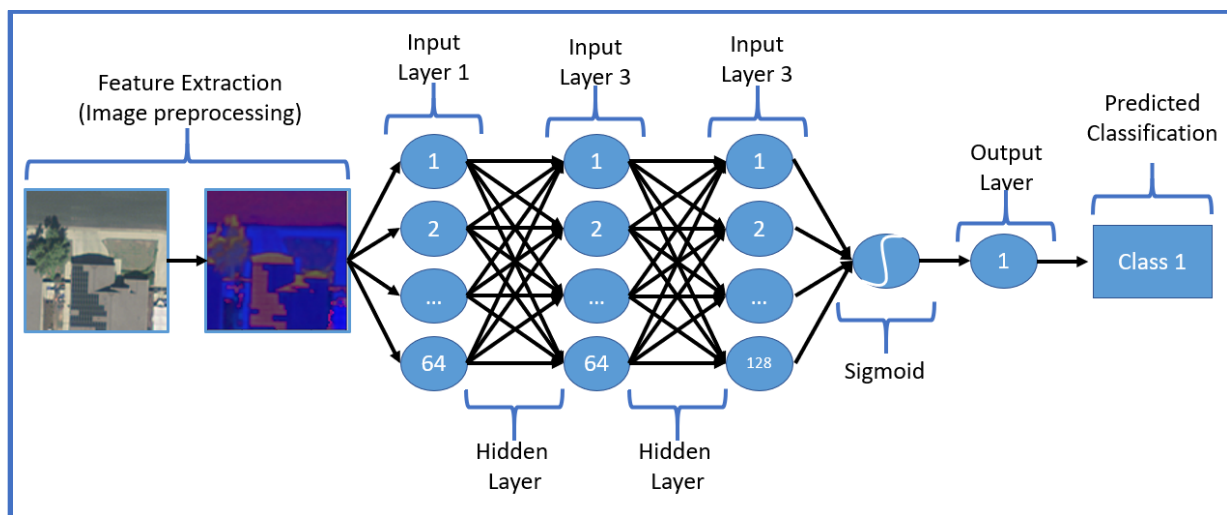 Feature Extraction
(Image preprocessing)
Input
Layer 1
Input
Layer 3
Input
Layer 3
1
2
...
64
1
2
...
64
1
2
...
128
Hidden
Layer
Hidden
Layer
Sigmoid
Output
Layer
1
Predicted
Classification
Class 1